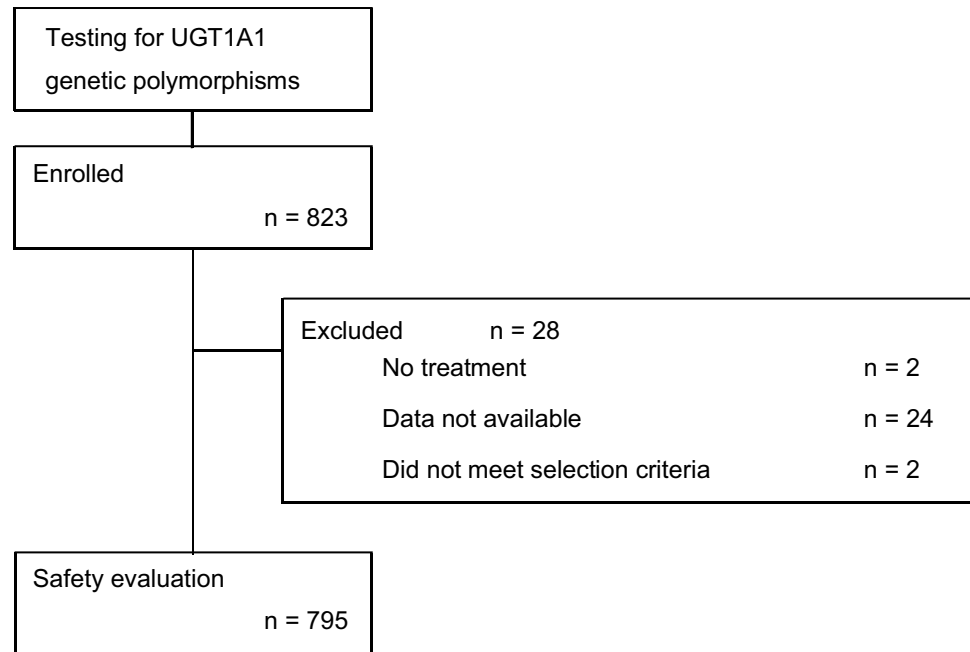 Testing for UGT1A1
genetic polymorphisms
Enrolled
n = 823
Excluded n = 28
No treatment n = 2
Data not available n = 24
Did not meet selection criteria n = 2
Safety evaluation
n = 795